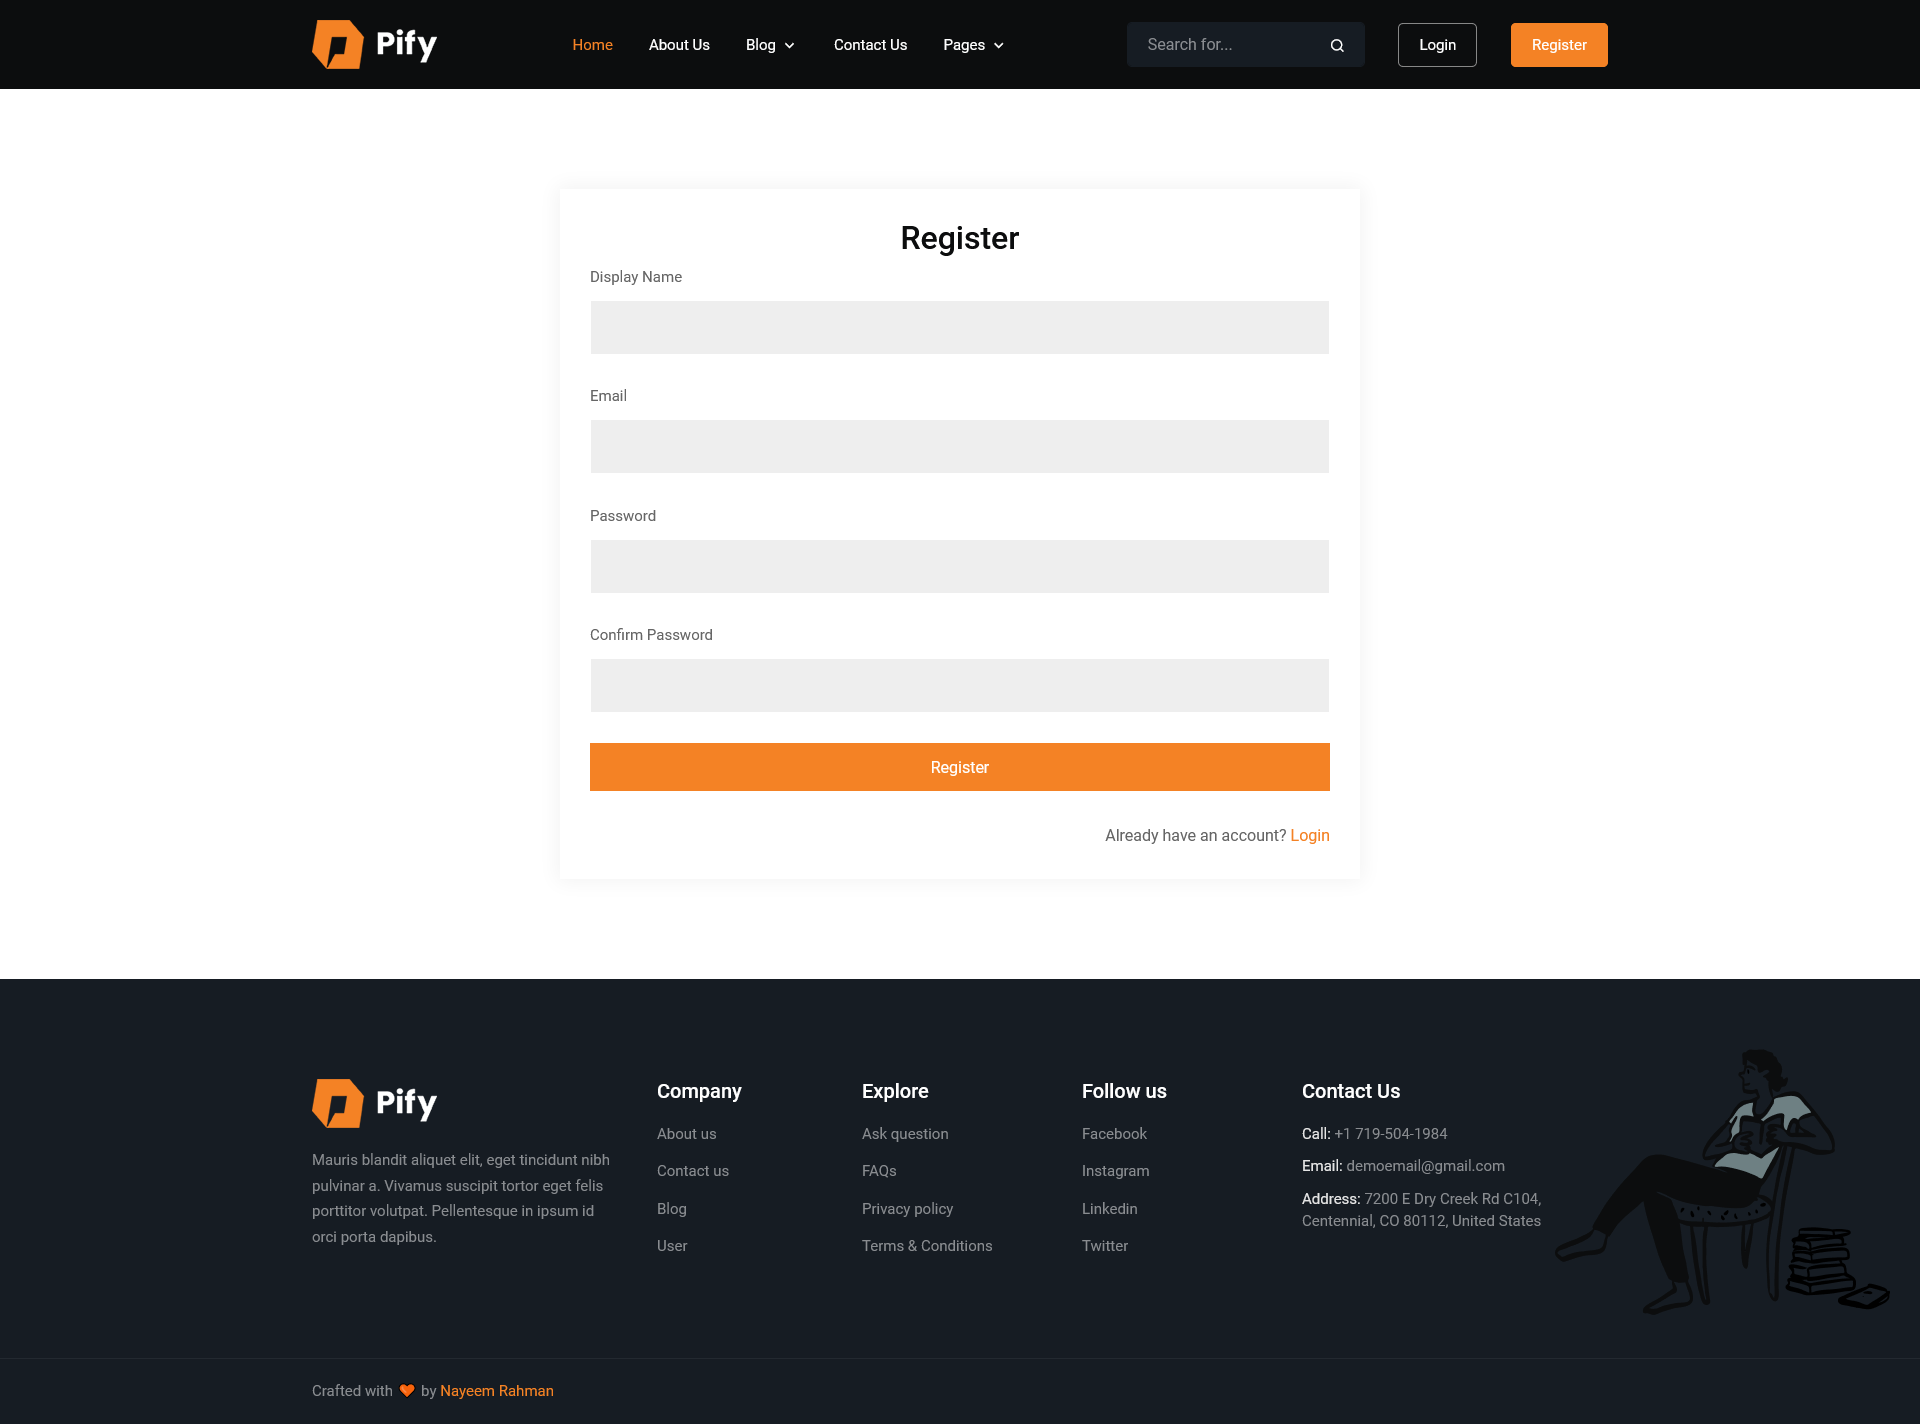 Pify
Home
About Us
Blog
Contact Us
Pages
Search for...
Login
Register
Register
Display Name
Email
Password
Confirm Password
Register
Already have an account? Login
Pify
Mauris blandit aliquet elit, eget tincidunt nibh
pulvinar a. Vivamus suscipit tortor eget felis
porttitor volutpat. Pellentesque in ipsum id
orci porta dapibus.
Company
About us
Contact us
Blog
User
Explore
Ask question
FAQs
Privacy policy
Terms & Conditions
Follow us
Facebook
Instagram
Linkedin
Twitter
Contact Us
Call: +1 719-504-1984
Email: demoemail@gmail.com
Address: 7200 E Dry Creek Rd C104,
Centennial, CO 80112, United States
Crafted with 🧡 by Nayeem Rahman